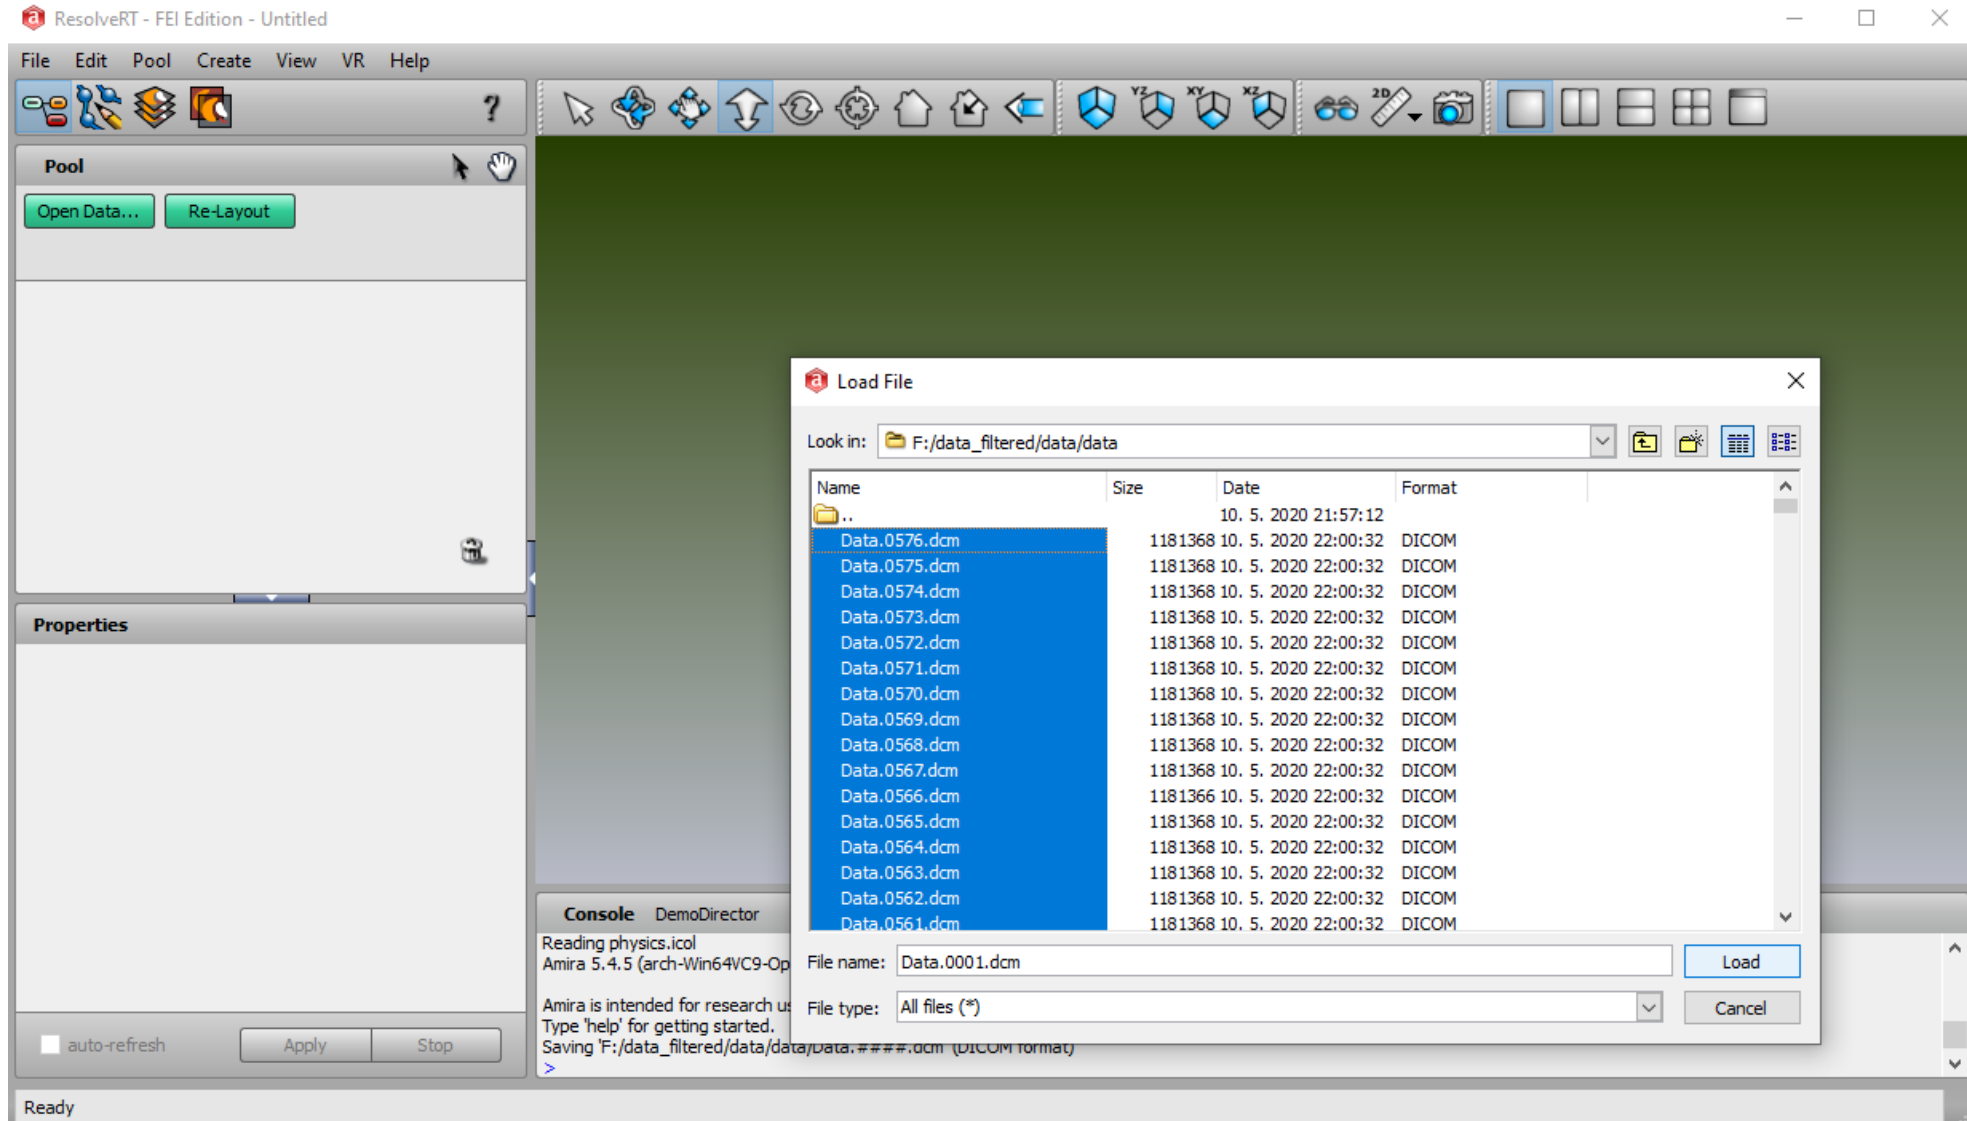 ResolveRT - FEI Edition - Untitled
File Edit Pool Create View VR Help
? YZ XY XZ 2D
Pool
Open Data... Re-Layout
Properties
auto-refresh Apply Stop
Console DemoDirector
Reading physics.icol
Amira 5.4.5 (arch-Win64VC9-Op
Amira is intended for research us
Type 'help' for getting started.
Saving 'F:/data_filtered/data/data/Data.####.dcm' (DICOM format)
>
Load File
Look in: F:/data_filtered/data/data
Name Size Date Format
.. 10. 5. 2020 21:57:12
Data.0576.dcm 1181368 10. 5. 2020 22:00:32 DICOM
Data.0575.dcm 1181368 10. 5. 2020 22:00:32 DICOM
Data.0574.dcm 1181368 10. 5. 2020 22:00:32 DICOM
Data.0573.dcm 1181368 10. 5. 2020 22:00:32 DICOM
Data.0572.dcm 1181368 10. 5. 2020 22:00:32 DICOM
Data.0571.dcm 1181368 10. 5. 2020 22:00:32 DICOM
Data.0570.dcm 1181368 10. 5. 2020 22:00:32 DICOM
Data.0569.dcm 1181368 10. 5. 2020 22:00:32 DICOM
Data.0568.dcm 1181368 10. 5. 2020 22:00:32 DICOM
Data.0567.dcm 1181368 10. 5. 2020 22:00:32 DICOM
Data.0566.dcm 1181366 10. 5. 2020 22:00:32 DICOM
Data.0565.dcm 1181368 10. 5. 2020 22:00:32 DICOM
Data.0564.dcm 1181368 10. 5. 2020 22:00:32 DICOM
Data.0563.dcm 1181368 10. 5. 2020 22:00:32 DICOM
Data.0562.dcm 1181368 10. 5. 2020 22:00:32 DICOM
Data.0561.dcm 1181368 10. 5. 2020 22:00:32 DICOM
File name: Data.0001.dcm Load
File type: All files (*) Cancel
Ready